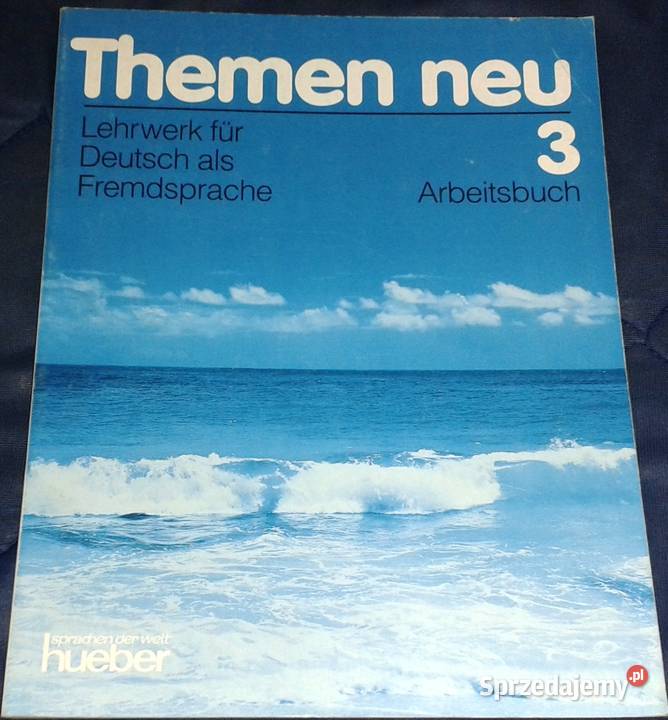 Themen neu
Lehrwerk für
Deutsch als
Fremdsprache
3
Arbeitsbuch
sprachen der welt
hueber
Sprzedajemy.pl